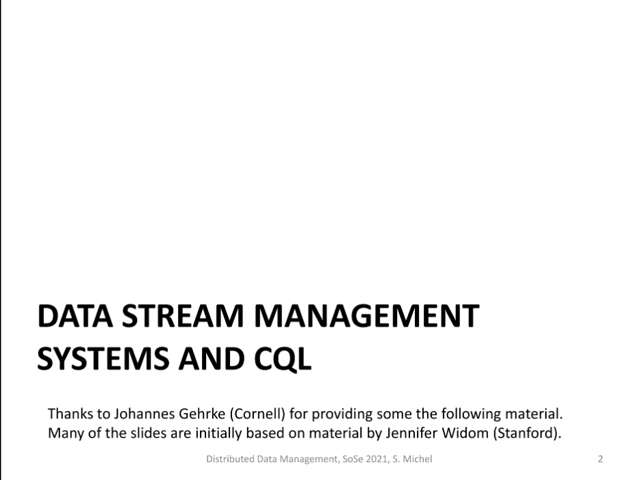 DATA STREAM MANAGEMENT
SYSTEMS AND CQL
Thanks to Johannes Gehrke (Cornell) for providing some the following material.
Many of the slides are initially based on material by Jennifer Widom (Stanford).
Distributed Data Management, SoSe 2021, S. Michel 2